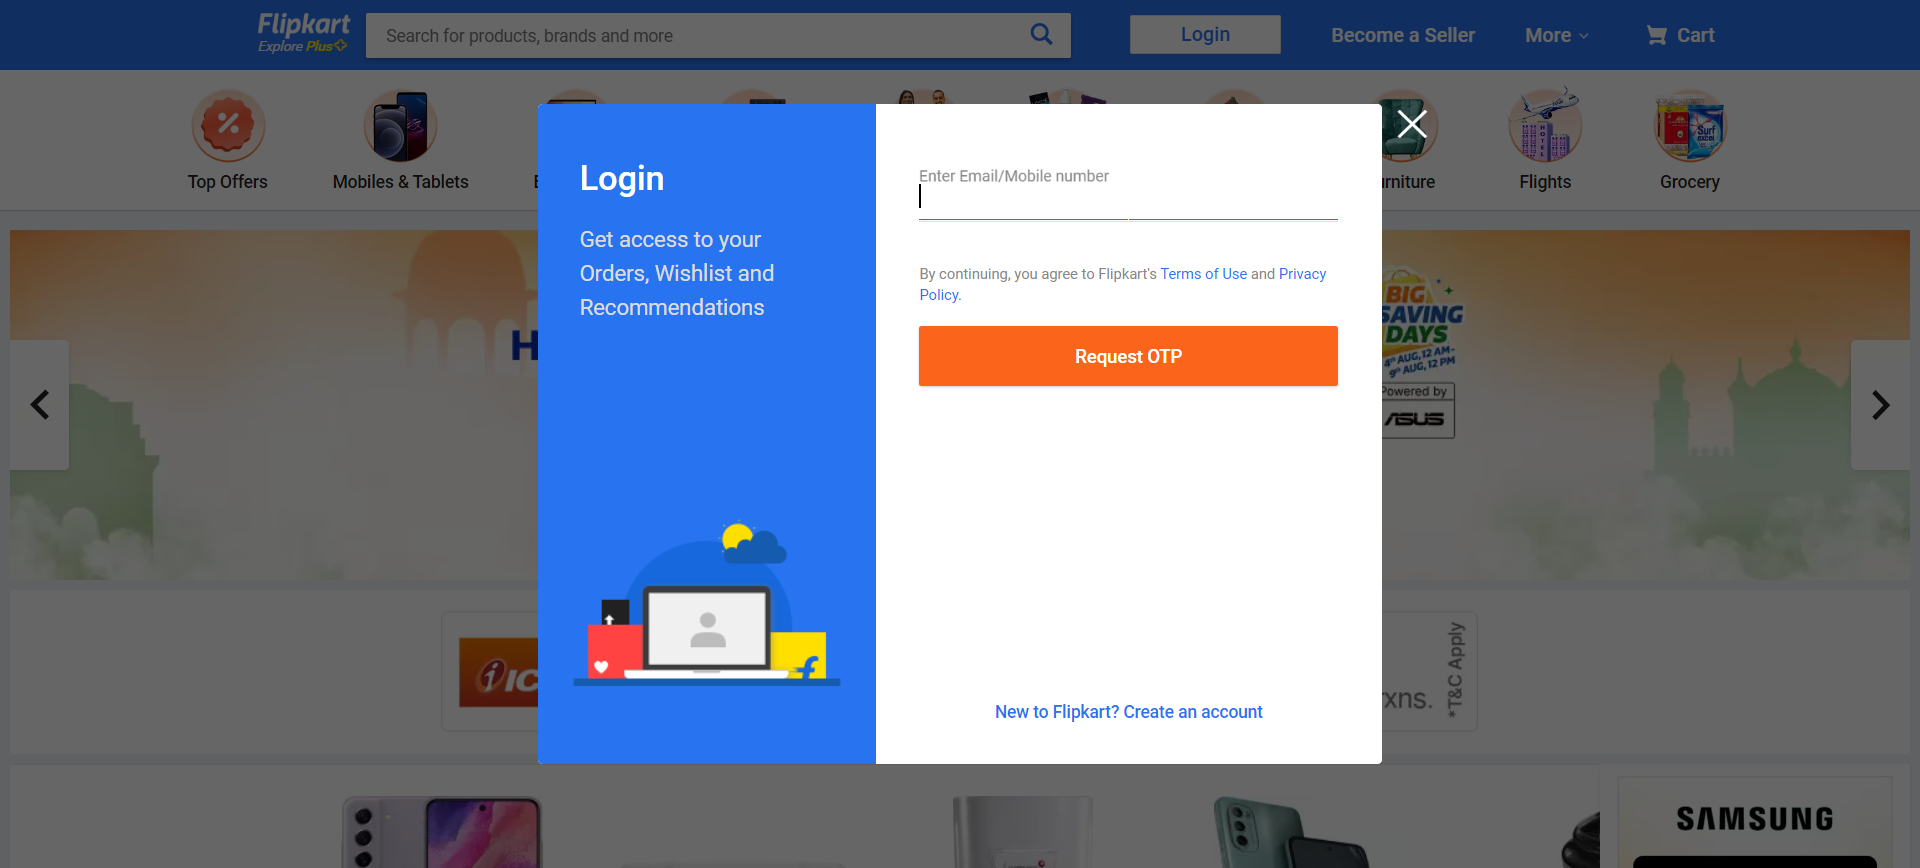 Flipkart
Explore Plus
Search for products, brands and more
Login
Become a Seller
More
Cart
Top Offers
Mobiles & Tablets
Flights
Grocery
Login
Get access to your
Orders, Wishlist and
Recommendations
Enter Email/Mobile number
By continuing, you agree to Flipkart's Terms of Use and Privacy
Policy.
Request OTP
New to Flipkart? Create an account
BIG
SAVING
DAYS
4th AUG, 12 AM-
9th AUG, 12 PM
Powered by
ASUS
HOTEL
Surf
excel
*T&C Apply
SAMSUNG